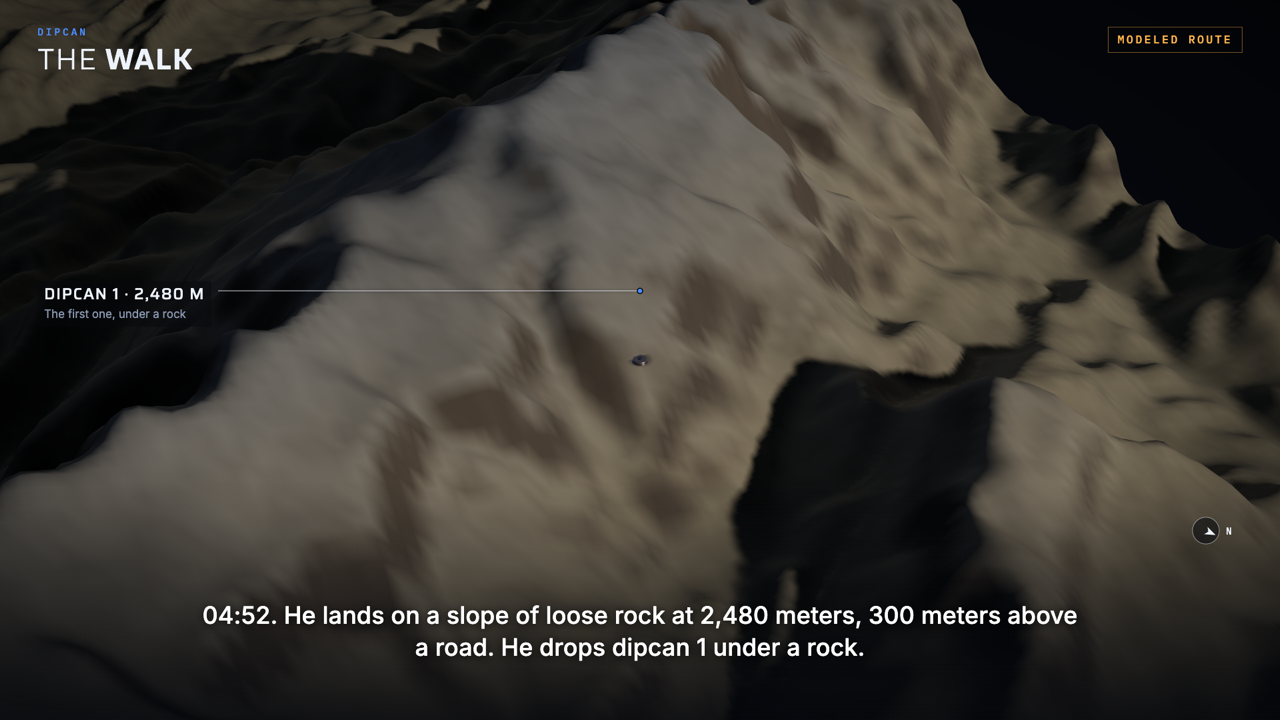 DIPCAN
THE WALK
MODELED ROUTE
DIPCAN 1 · 2,480 M
The first one, under a rock
N
04:52. He lands on a slope of loose rock at 2,480 meters, 300 meters above
a road. He drops dipcan 1 under a rock.